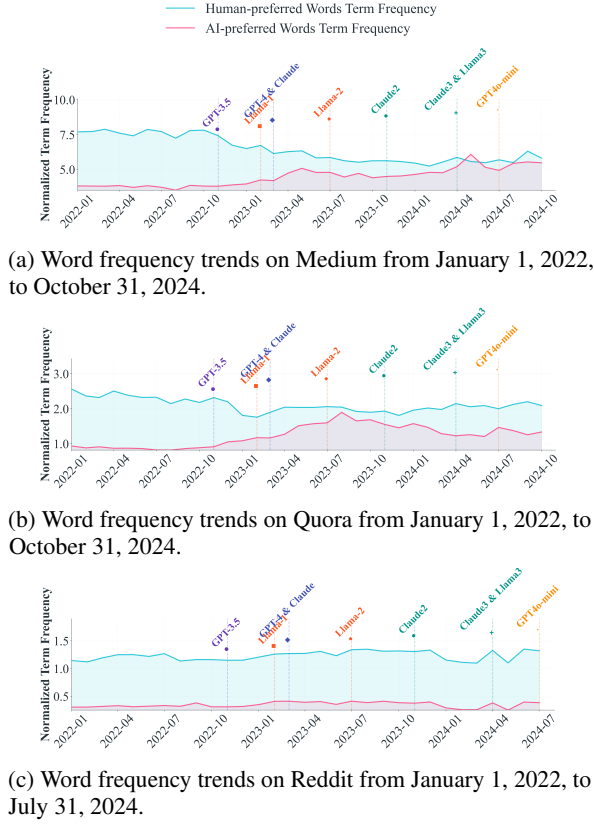 Human-preferred Words Term Frequency
AI-preferred Words Term Frequency
Normalized Term Frequency
10.0
7.5
5.0
GPT-3.5
Llama-1
GPT-4 & Claude
Llama-2
Claude2
Claude3 & Llama3
GPT4o-mini
2022-01
2022-04
2022-07
2022-10
2023-01
2023-04
2023-07
2023-10
2024-01
2024-04
2024-07
2024-10
(a) Word frequency trends on Medium from January 1, 2022,
to October 31, 2024.
Normalized Term Frequency
3.0
2.0
1.0
GPT-3.5
Llama-1
GPT-4 & Claude
Llama-2
Claude2
Claude3 & Llama3
GPT4o-mini
2022-01
2022-04
2022-07
2022-10
2023-01
2023-04
2023-07
2023-10
2024-01
2024-04
2024-07
2024-10
(b) Word frequency trends on Quora from January 1, 2022, to
October 31, 2024.
Normalized Term Frequency
1.5
1.0
0.5
GPT-3.5
Llama-1
GPT-4 & Claude
Llama-2
Claude2
Claude3 & Llama3
GPT4o-mini
2022-01
2022-04
2022-07
2022-10
2023-01
2023-04
2023-07
2023-10
2024-01
2024-04
2024-07
(c) Word frequency trends on Reddit from January 1, 2022, to
July 31, 2024.